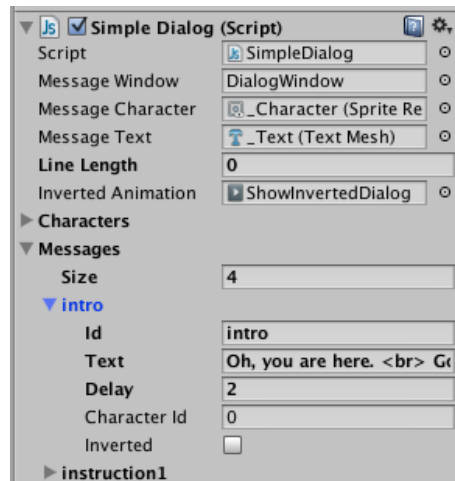 Simple Dialog (Script)
Script SimpleDialog
Message Window DialogWindow
Message Character _Character (Sprite Re
Message Text _Text (Text Mesh)
Line Length 0
Inverted Animation ShowInvertedDialog
Characters
Messages
Size 4
intro
Id intro
Text Oh, you are here. <br> Go
Delay 2
Character Id 0
Inverted
instruction1